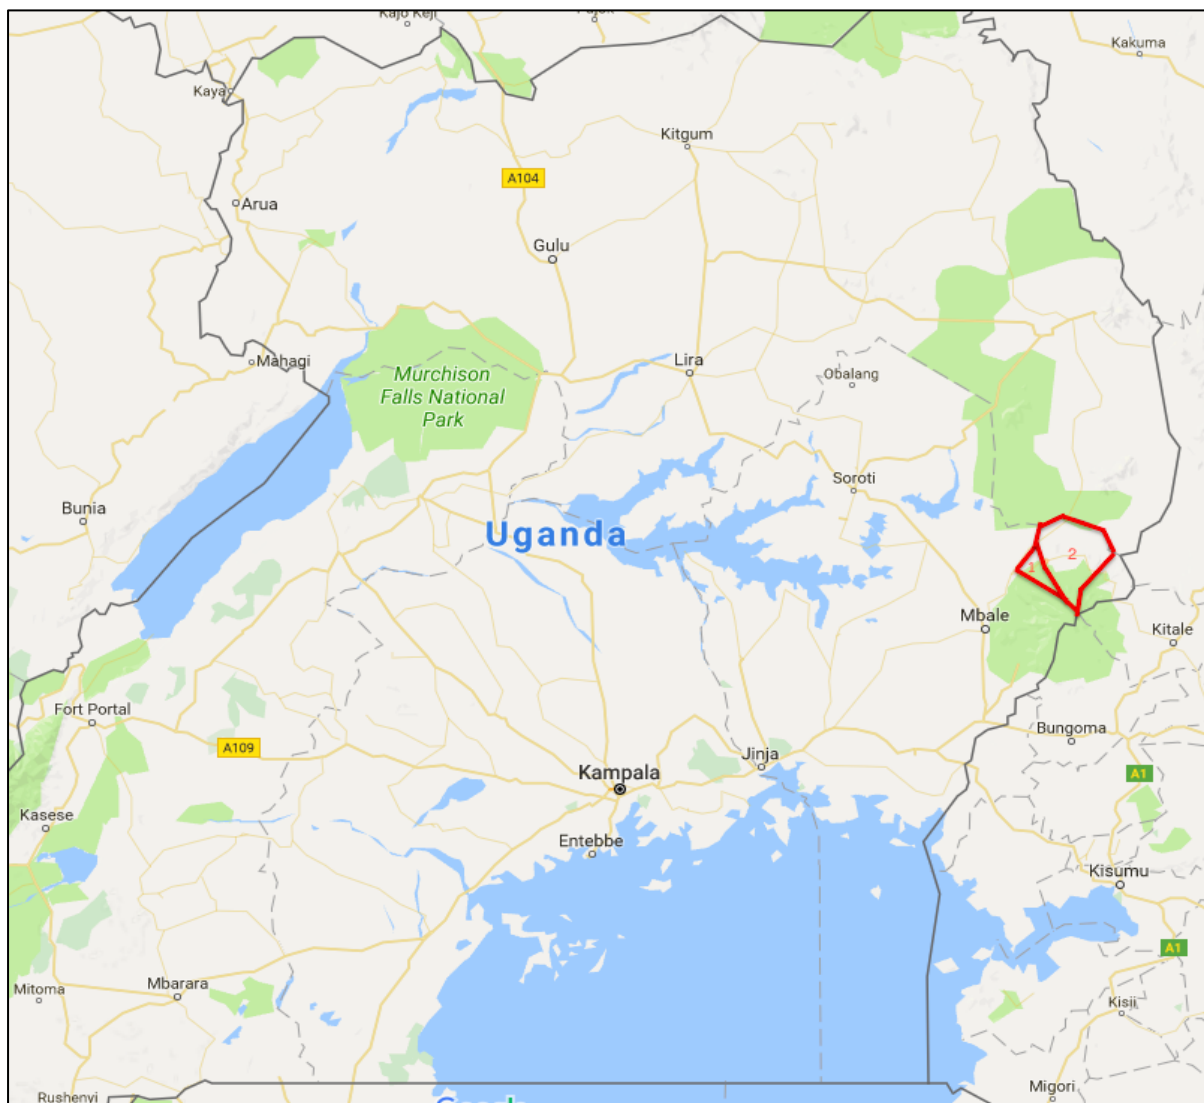 Kajo Keji
Kakuma
Kaya
Kitgum
A104
Arua
Gulu
Mahagi
Lira
Obalang
Murchison
Falls National
Park
Soroti
Bunia
Uganda
2
1
Mbale
Kitale
Fort Portal
Bungoma
A109
Jinja
Kampala
A1
Kasese
Entebbe
Kisumu
A1
Mitoma
Mbarara
Kisii
Migori
Rushenyi